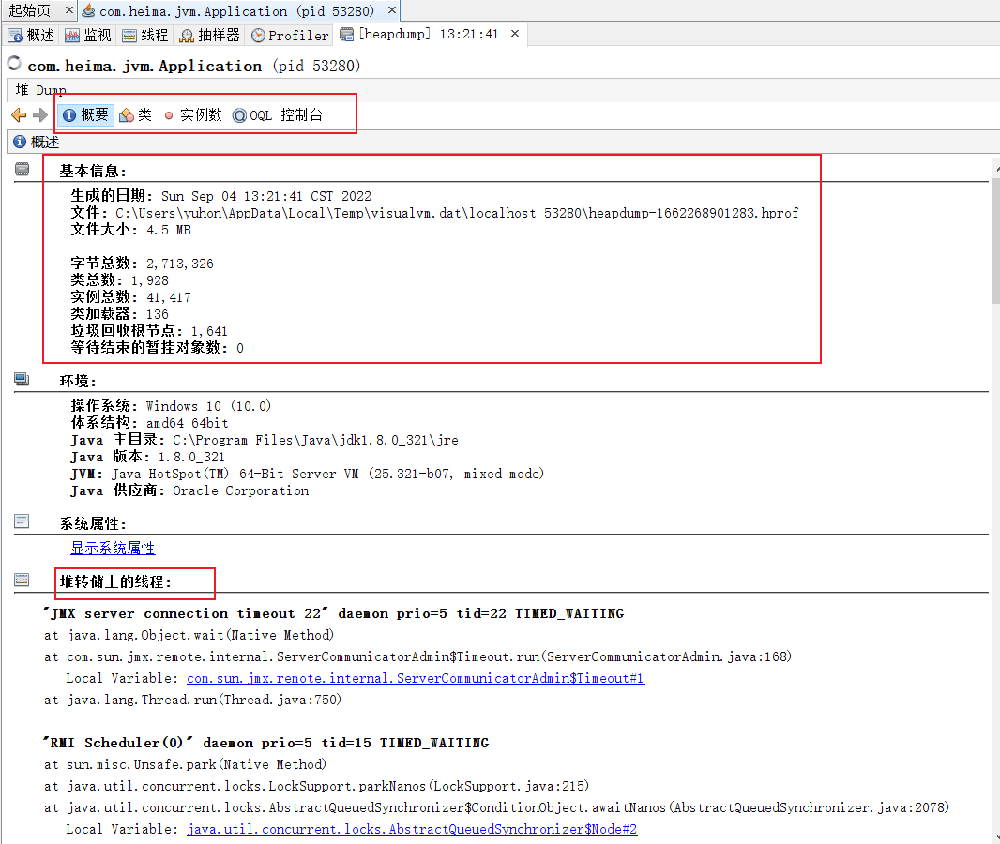 起始页 × com.heima.jvm.Application (pid 53280) ×
概述 监视 线程 抽样器 Profiler [heapdump] 13:21:41 ×
com.heima.jvm.Application (pid 53280)
堆 Dump
概要 类 实例数 OQL 控制台
概述
基本信息:
生成的日期: Sun Sep 04 13:21:41 CST 2022
文件: C:\Users\yuhon\AppData\Local\Temp\visualvm.dat\localhost_53280\heapdump-1662268901283.hprof
文件大小: 4.5 MB
字节总数: 2,713,326
类总数: 1,928
实例总数: 41,417
类加载器: 136
垃圾回收根节点: 1,641
等待结束的暂挂对象数: 0
环境:
操作系统: Windows 10 (10.0)
体系结构: amd64 64bit
Java 主目录: C:\Program Files\Java\jdk1.8.0_321\jre
Java 版本: 1.8.0_321
JVM: Java HotSpot(TM) 64-Bit Server VM (25.321-b07, mixed mode)
Java 供应商: Oracle Corporation
系统属性:
显示系统属性
堆转储上的线程:
"JMX server connection timeout 22" daemon prio=5 tid=22 TIMED_WAITING
at java.lang.Object.wait(Native Method)
at com.sun.jmx.remote.internal.ServerCommunicatorAdmin$Timeout.run(ServerCommunicatorAdmin.java:168)
Local Variable: com.sun.jmx.remote.internal.ServerCommunicatorAdmin$Timeout#1
at java.lang.Thread.run(Thread.java:750)
"RMI Scheduler(0)" daemon prio=5 tid=15 TIMED_WAITING
at sun.misc.Unsafe.park(Native Method)
at java.util.concurrent.locks.LockSupport.parkNanos(LockSupport.java:215)
at java.util.concurrent.locks.AbstractQueuedSynchronizer$ConditionObject.awaitNanos(AbstractQueuedSynchronizer.java:2078)
Local Variable: java.util.concurrent.locks.AbstractQueuedSynchronizer$Node#2